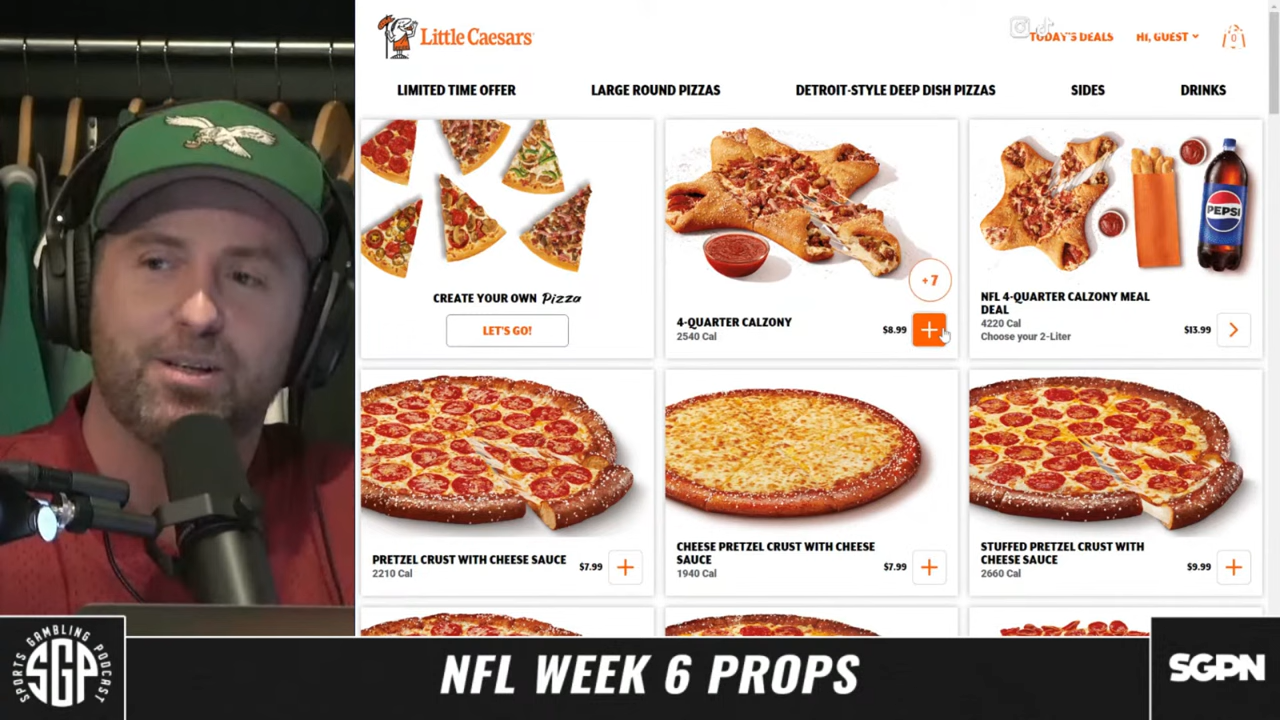 Little Caesars
TODAY'S DEALS
HI, GUEST
0
LIMITED TIME OFFER
LARGE ROUND PIZZAS
DETROIT-STYLE DEEP DISH PIZZAS
SIDES
DRINKS
CREATE YOUR OWN Pizza
LET'S GO!
+7
4-QUARTER CALZONY
2540 Cal
$8.99
PEPSI
NFL 4-QUARTER CALZONY MEAL
DEAL
4220 Cal
Choose your 2-Liter
$13.99
PRETZEL CRUST WITH CHEESE SAUCE
2210 Cal
$7.99
CHEESE PRETZEL CRUST WITH CHEESE
SAUCE
1940 Cal
$7.99
STUFFED PRETZEL CRUST WITH
CHEESE SAUCE
2660 Cal
$9.99
SPORTS GAMBLING PODCAST
SGP
NFL WEEK 6 PROPS
SGPN